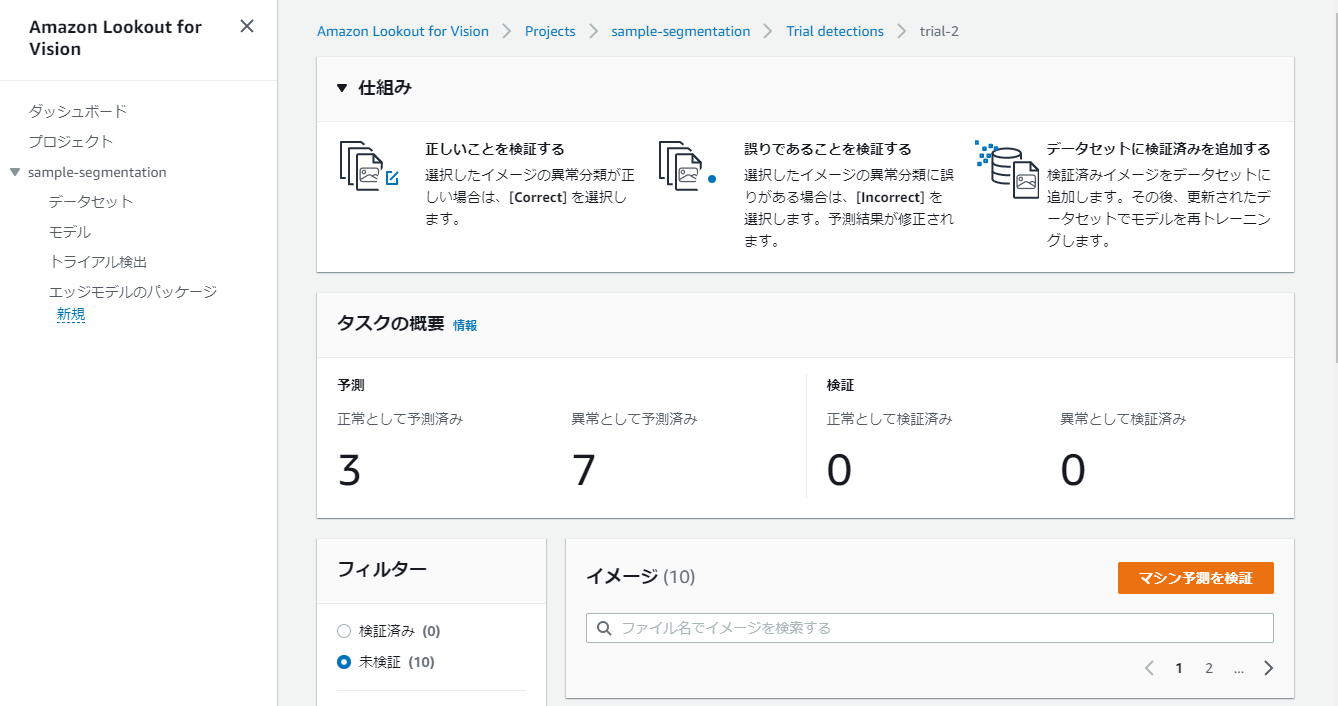 Amazon Lookout for
Vision
ダッシュボード
プロジェクト
sample-segmentation
データセット
モデル
トライアル検出
エッジモデルのパッケージ
新規
Amazon Lookout for Vision
Projects
sample-segmentation
Trial detections
trial-2
仕組み
正しいことを検証する
選択したイメージの異常分類が正
しい場合は、[Correct] を選択し
ます。
誤りであることを検証する
選択したイメージの異常分類に誤
りがある場合は、[Incorrect] を
選択します。予測結果が修正され
ます。
データセットに検証済みを追加する
検証済みイメージをデータセットに
追加します。その後、更新されたデ
ータセットでモデルを再トレーニン
グします。
タスクの概要 情報
予測
正常として予測済み
3
異常として予測済み
7
検証
正常として検証済み
0
異常として検証済み
0
フィルター
検証済み (0)
未検証 (10)
イメージ (10)
マシン予測を検証
ファイル名でイメージを検索する
1 2 ...